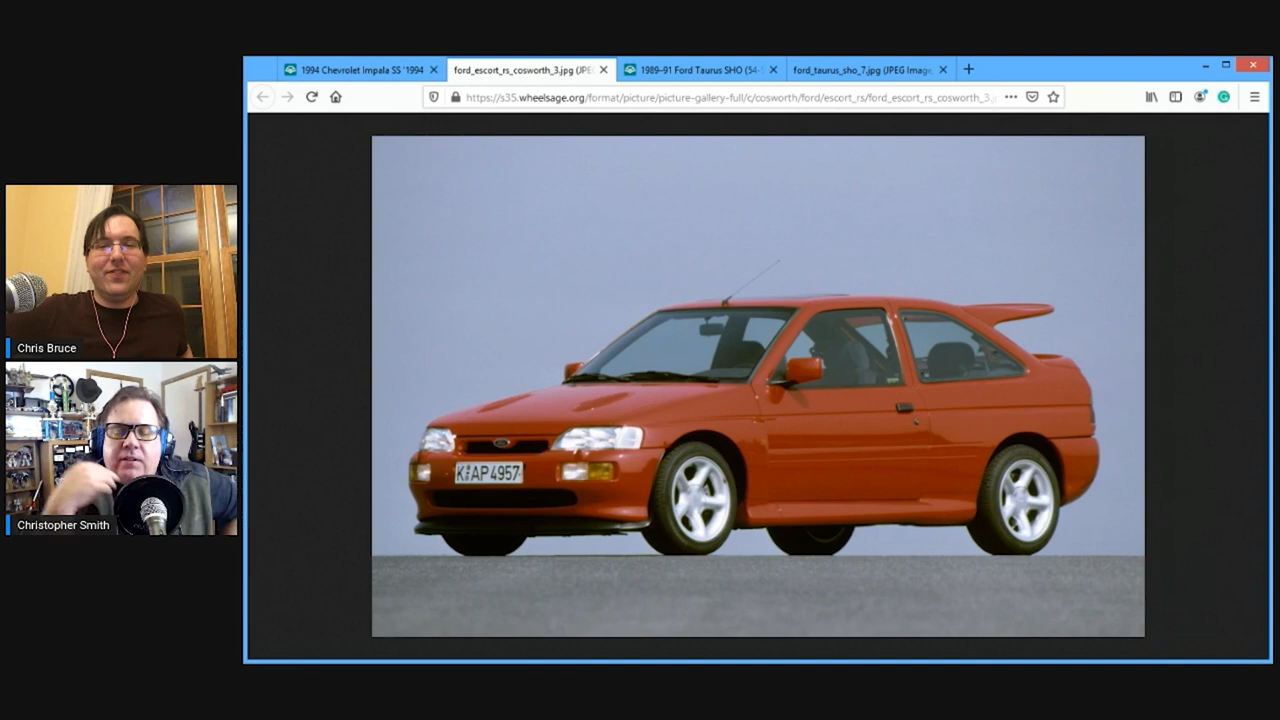 1994 Chevrolet Impala SS '1994
ford_escort_rs_cosworth_3.jpg (JPE
1989–91 Ford Taurus SHO (54-
ford_taurus_sho_7.jpg (JPEG Image,
https://s35.wheelsage.org/format/picture/picture-gallery-full/c/cosworth/ford/escort_rs/ford_escort_rs_cosworth_3.j
Chris Bruce
K AP 4957
Christopher Smith